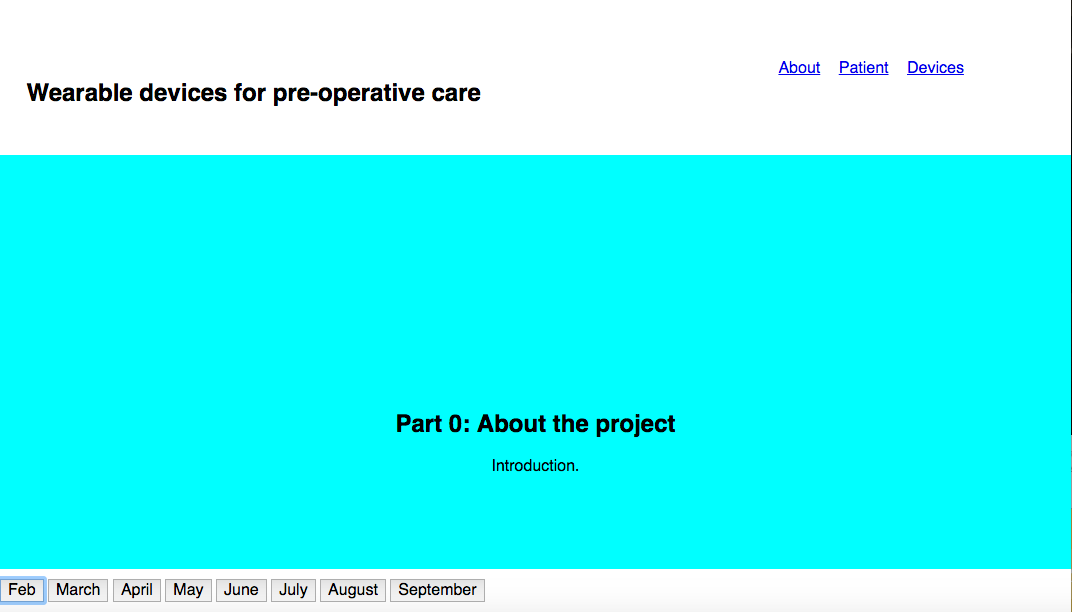 About Patient Devices
Wearable devices for pre-operative care
Part 0: About the project
Introduction.
Feb March April May June July August September